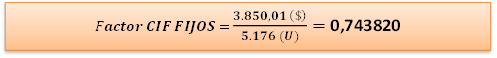 Factor CIF FIJOS = 3.850,01 ($) / 5.176 (U) = 0,743820